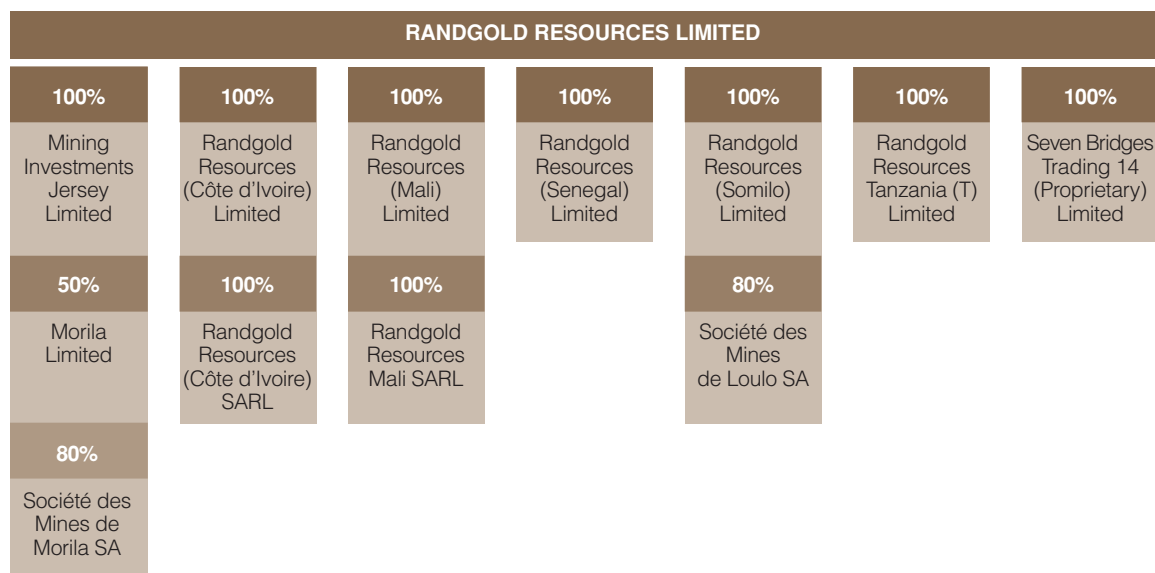 RANDGOLD RESOURCES LIMITED
100%
Mining
Investments
Jersey
Limited
50%
Morila
Limited
80%
Société des
Mines de
Morila SA
100%
Randgold
Resources
(Côte d'Ivoire)
Limited
100%
Randgold
Resources
(Côte d'Ivoire)
SARL
100%
Randgold
Resources
(Mali)
Limited
100%
Randgold
Resources
Mali SARL
100%
Randgold
Resources
(Senegal)
Limited
100%
Randgold
Resources
(Somilo)
Limited
80%
Société des
Mines
de Loulo SA
100%
Randgold
Resources
Tanzania (T)
Limited
100%
Seven Bridges
Trading 14
(Proprietary)
Limited